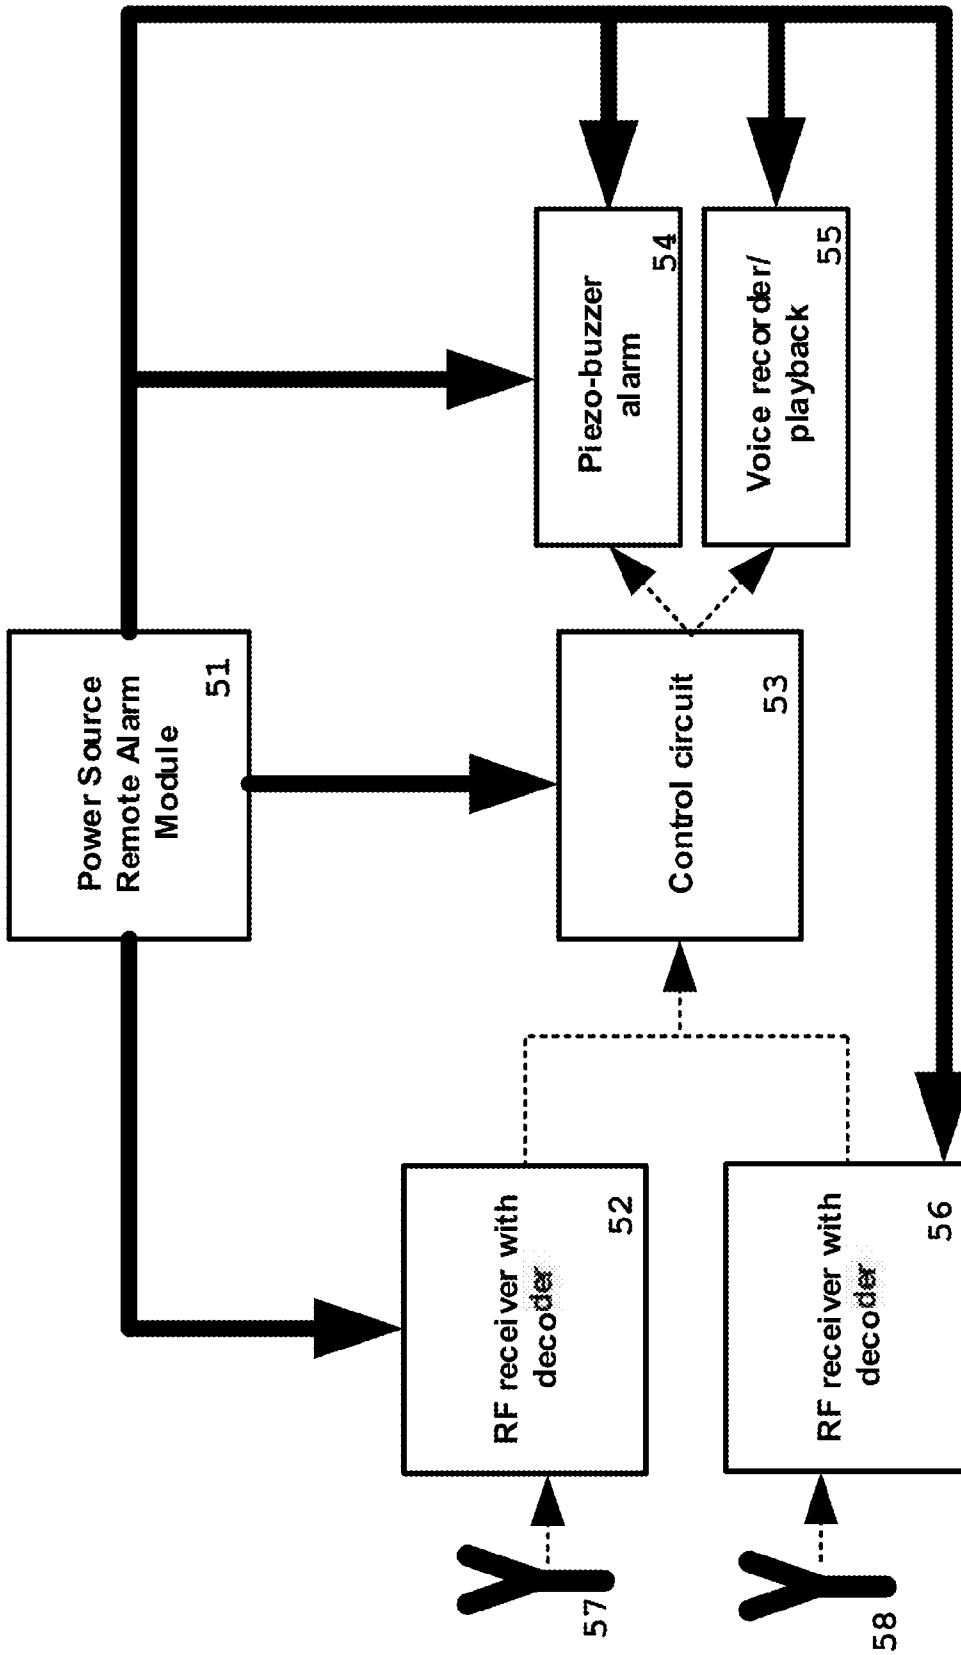 Power Source
Remote Alarm
Module
51
RF receiver with
decoder
52
Control circuit
53
Piezo-buzzer
alarm
54
Voice recorder/
playback
55
RF receiver with
decoder
56
57
58